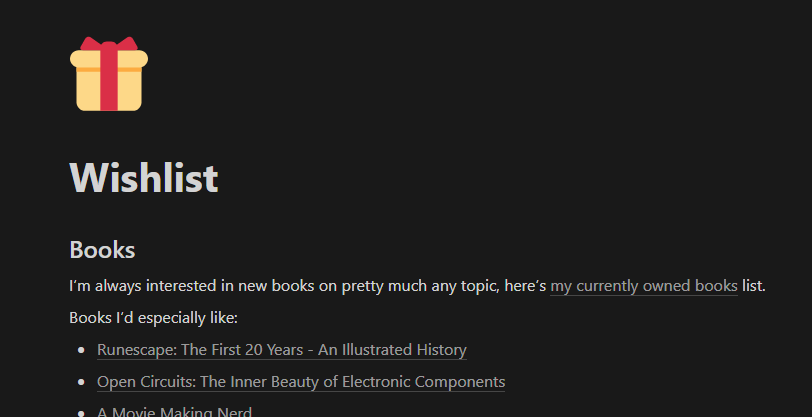 Wishlist
Books
I'm always interested in new books on pretty much any topic, here's my currently owned books list.
Books I'd especially like:
• Runescape: The First 20 Years - An Illustrated History
• Open Circuits: The Inner Beauty of Electronic Components
• A Movie Making Nerd